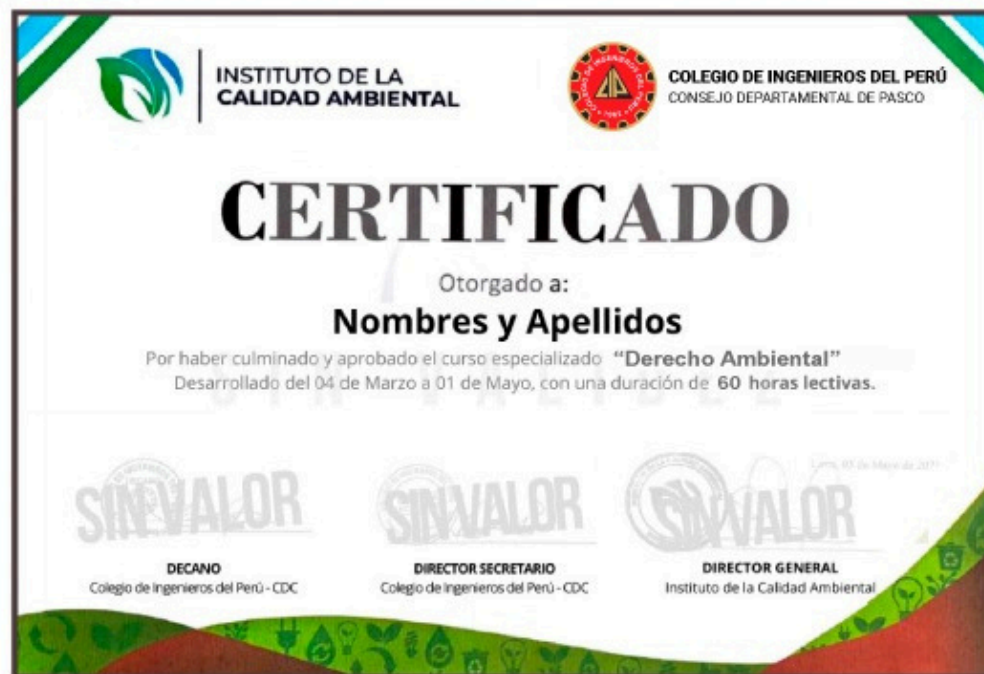 INSTITUTO DE LA
CALIDAD AMBIENTAL
COLEGIO DE INGENIEROS DEL PERÚ
CONSEJO DEPARTAMENTAL DE PASCO
CERTIFICADO
Otorgado a:
Nombres y Apellidos
Por haber culminado y aprobado el curso especializado “Derecho Ambiental”
Desarrollado del 04 de Marzo a 01 de Mayo, con una duración de 60 horas lectivas.
SIN VALOR
SIN VALOR
SIN VALOR
DECANO
Colegio de Ingenieros del Perú - CDC
DIRECTOR SECRETARIO
Colegio de Ingenieros del Perú - CDC
DIRECTOR GENERAL
Instituto de la Calidad Ambiental